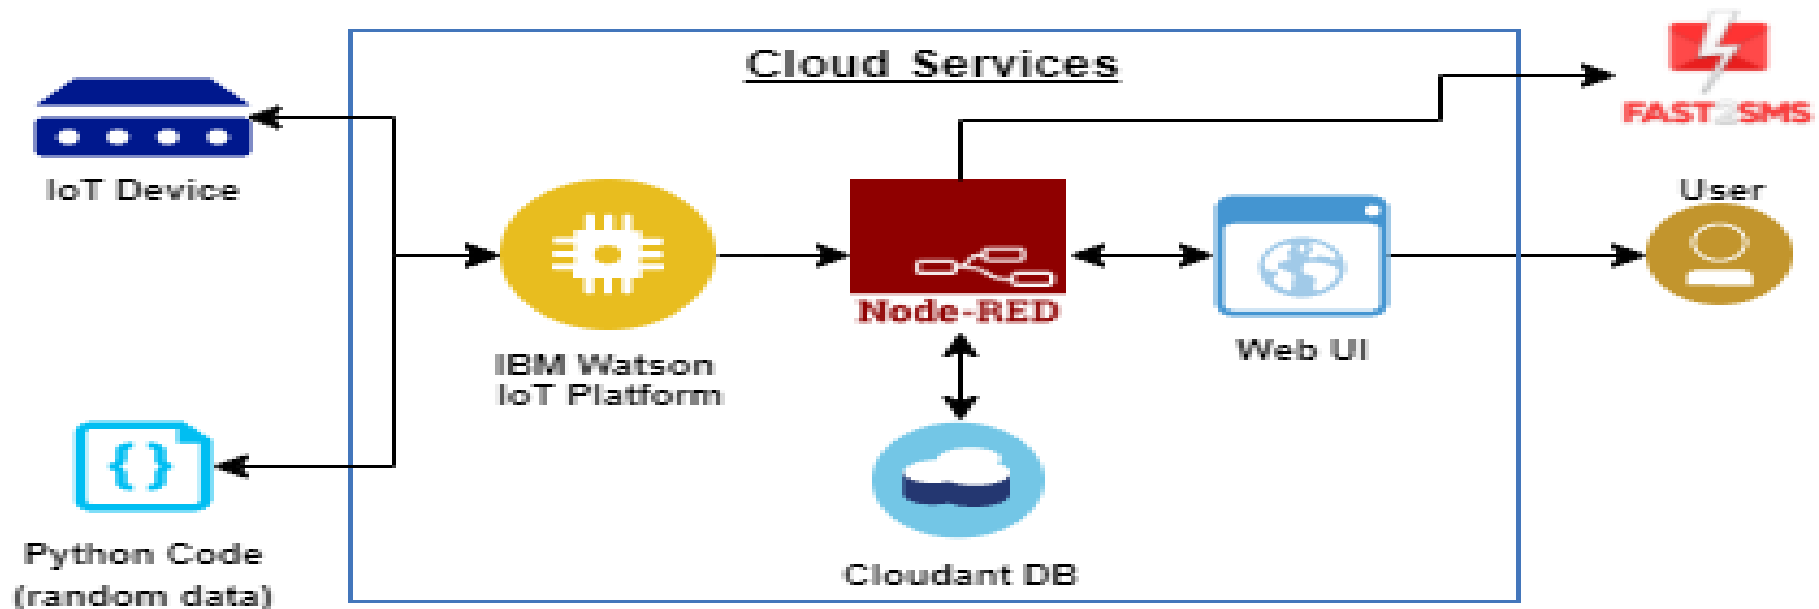 Cloud Services
FAST2SMS
IoT Device
User
Node-RED
IBM Watson
IoT Platform
Web UI
{ }
Python Code
(random data)
Cloudant DB